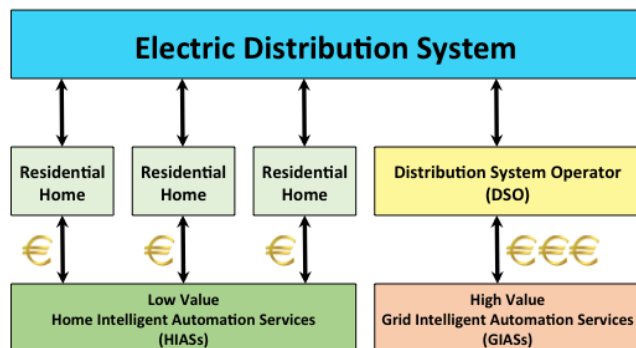 Electric Distribution System
Residential
Home
Residential
Home
Residential
Home
Distribution System Operator
(DSO)
€
€
€
€€€
Low Value
Home Intelligent Automation Services
(HIASs)
High Value
Grid Intelligent Automation Services
(GIASs)